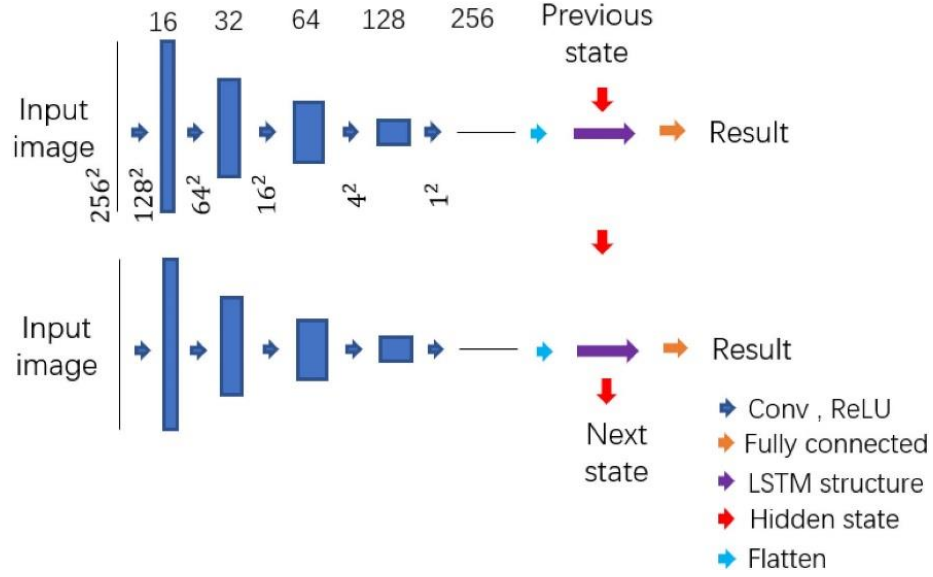 16 32 64 128 256
Previous
state
Input
image
Result
256² 128² 64² 16² 4² 1²
Input
image
Result
Next
state
Conv , ReLU
Fully connected
LSTM structure
Hidden state
Flatten